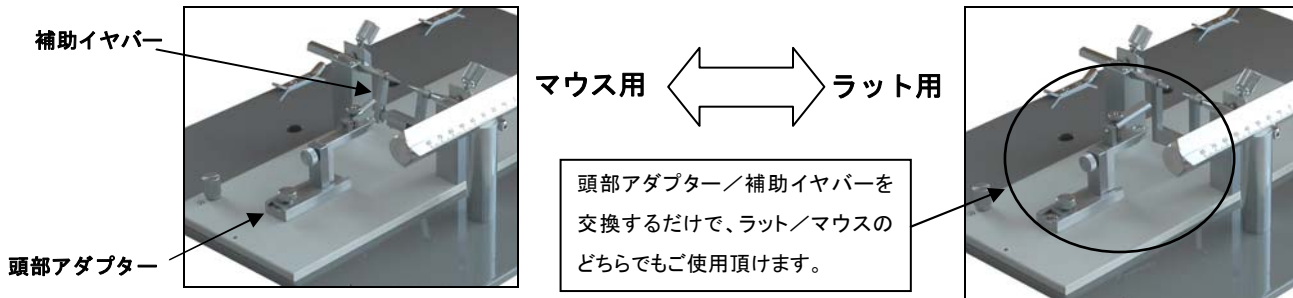 補助イヤバー
マウス用
ラット用
頭部アダプター／補助イヤバーを
交換するだけで、ラット／マウスの
どちらでもご使用頂けます。
頭部アダプター